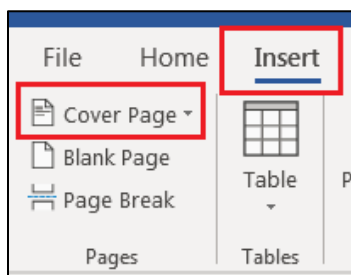 File Home Insert
Cover Page
Blank Page
Page Break
Table
P
Pages Tables